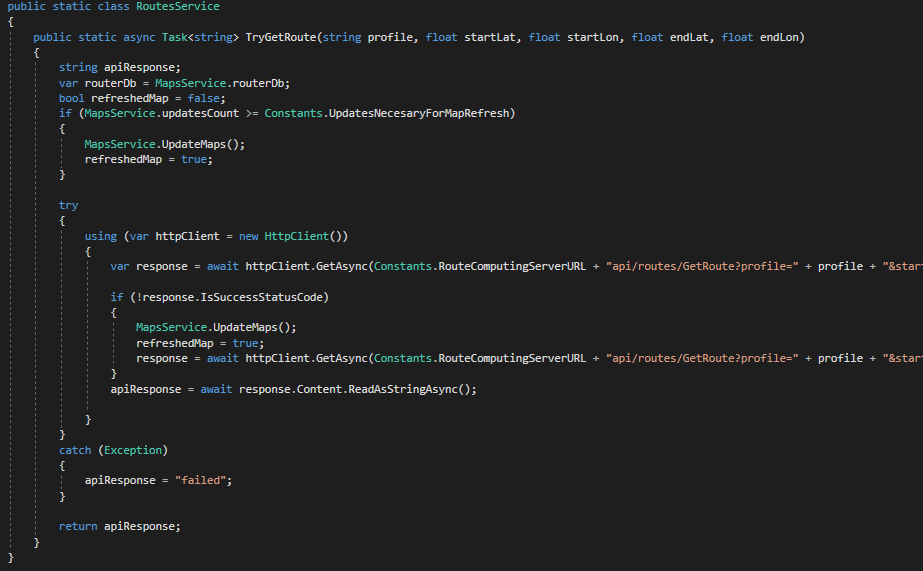 public static class RoutesService
{
public static async Task<string> TryGetRoute(string profile, float startLat, float startLon, float endLat, float endLon)
{
string apiResponse;
var routerDb = MapsService.routerDb;
bool refreshedMap = false;
if (MapsService.updatesCount >= Constants.UpdatesNecesaryForMapRefresh)
{
MapsService.UpdateMaps();
refreshedMap = true;
}
try
{
using (var httpClient = new HttpClient())
{
var response = await httpClient.GetAsync(Constants.RouteComputingServerURL + "api/routes/GetRoute?profile=" + profile + "&star
if (!response.IsSuccessStatusCode)
{
MapsService.UpdateMaps();
refreshedMap = true;
response = await httpClient.GetAsync(Constants.RouteComputingServerURL + "api/routes/GetRoute?profile=" + profile + "&star
}
apiResponse = await response.Content.ReadAsStringAsync();
}
}
catch (Exception)
{
apiResponse = "failed";
}
return apiResponse;
}
}